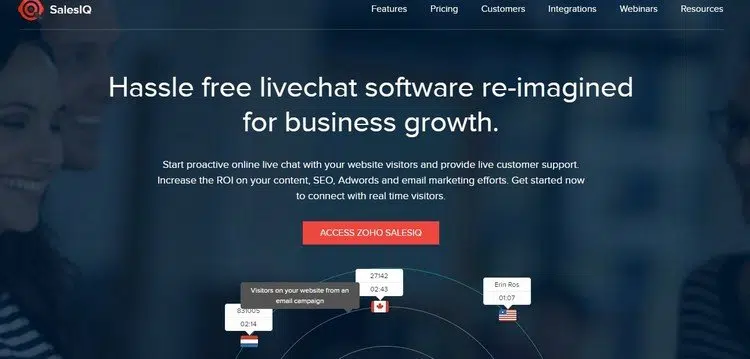 SalesIQ
Features Pricing Customers Integrations Webinars Resources
Hassle free livechat software re-imagined
for business growth.
Start proactive online live chat with your website visitors and provide live customer support.
Increase the ROI on your content, SEO, Adwords and email marketing efforts. Get started now
to connect with real time visitors.
ACCESS ZOHO SALESIQ
27142
02:43
Visitors on your website from an
email campaign
Erin Ros
01:07
831005
02:14